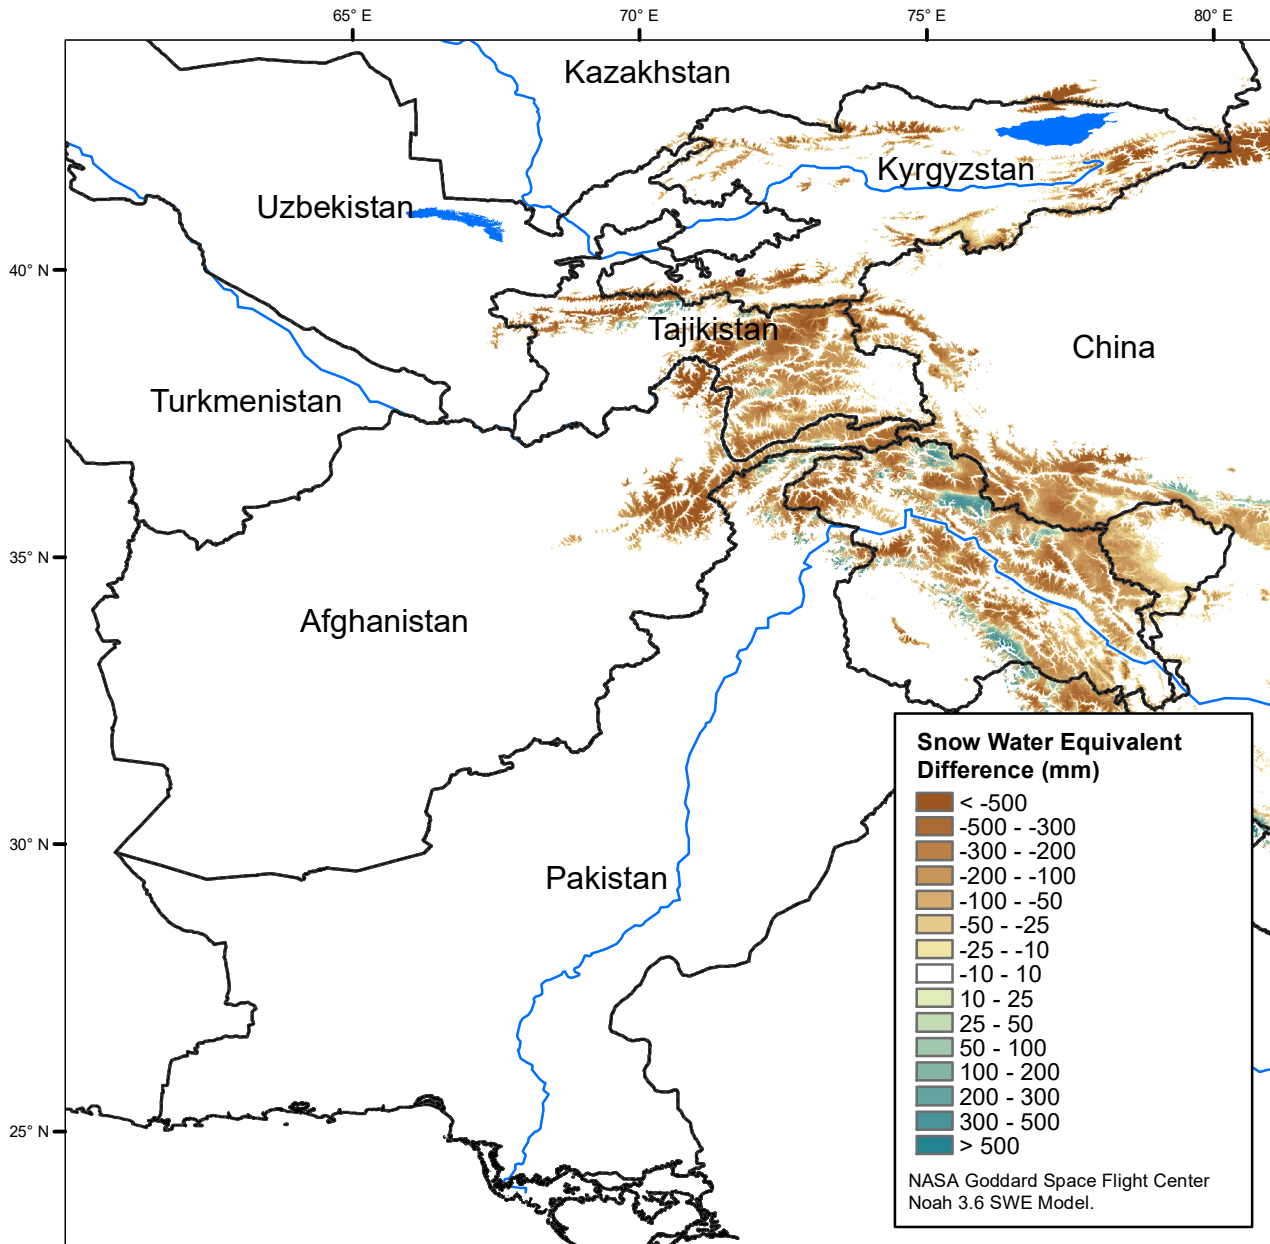 65° E
70° E
75° E
80° E
Kazakhstan
Kyrgyzstan
Uzbekistan
40° N
Tajikistan
China
Turkmenistan
35° N
Afghanistan
Snow Water Equivalent
Difference (mm)
< -500
-500 - -300
-300 - -200
-200 - -100
-100 - -50
-50 - -25
-25 - -10
-10 - 10
10 - 25
25 - 50
50 - 100
100 - 200
200 - 300
300 - 500
> 500
30° N
Pakistan
25° N
NASA Goddard Space Flight Center
Noah 3.6 SWE Model.